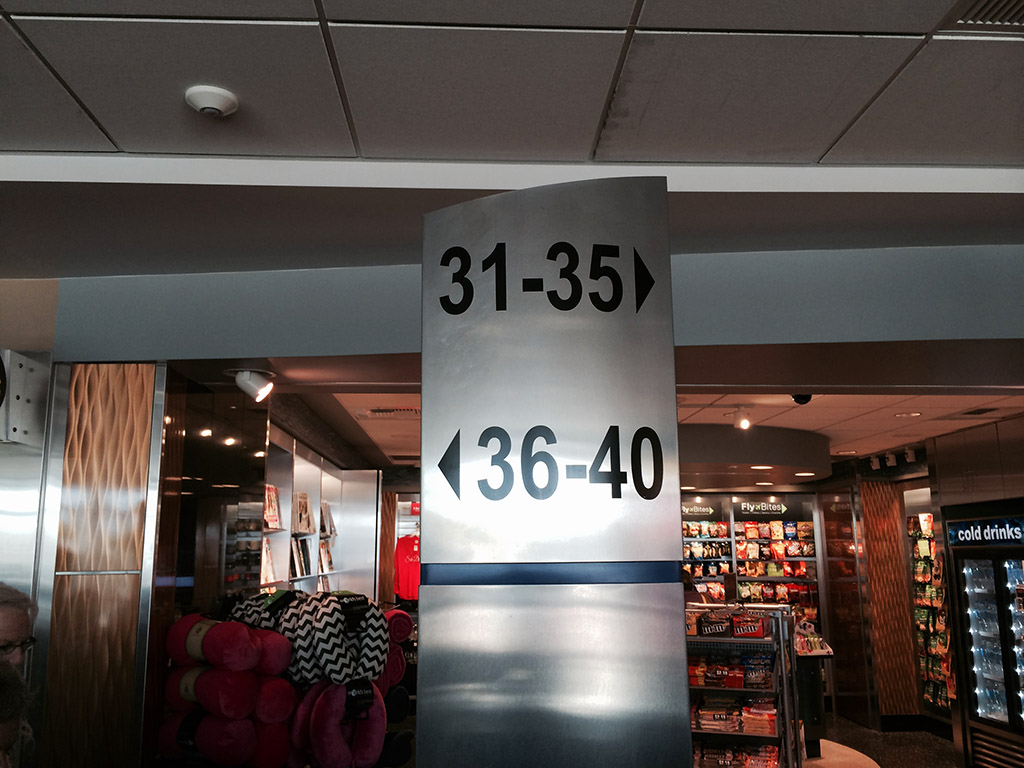 31-35
36-40
Fly Bites
Fly Bites
cold drinks
m&m's